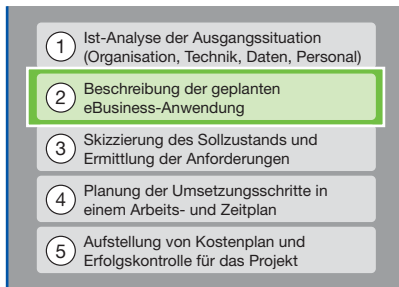 1 Ist-Analyse der Ausgangssituation
(Organisation, Technik, Daten, Personal)
2 Beschreibung der geplanten
eBusiness-Anwendung
3 Skizzierung des Sollzustands und
Ermittlung der Anforderungen
4 Planung der Umsetzungsschritte in
einem Arbeits- und Zeitplan
5 Aufstellung von Kostenplan und
Erfolgskontrolle für das Projekt